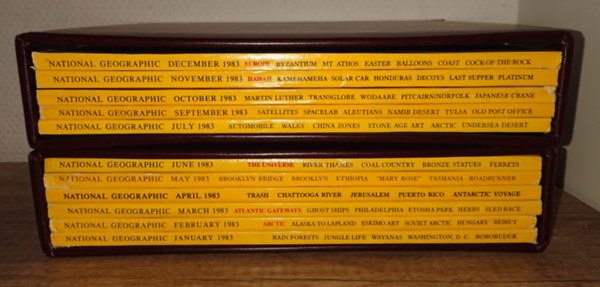 NATIONAL GEOGRAPHIC DECEMBER 1983 EUROPE BYZANTIUM MT. ATHOS EASTER BALLOONS COAST COCK-OF-THE-ROCK
NATIONAL GEOGRAPHIC NOVEMBER 1983 HAWAII KAMEHAMEHA SOLAR CAR HONDURAS DECOYS LAST SUPPER PLATINUM
NATIONAL GEOGRAPHIC OCTOBER 1983 MARTIN LUTHER TRANSGLOBE WODAABE PITCAIRN/NORFOLK JAPANESE CRANE
NATIONAL GEOGRAPHIC SEPTEMBER 1983 SATELLITES SPACELAB ALEUTIANS NAMIB DESERT TULSA OLD POST OFFICE
NATIONAL GEOGRAPHIC JULY 1983 AUTOMOBILE WALES CHINA ZONES STONE AGE ART ARCTIC UNDERSEA DESERT
NATIONAL GEOGRAPHIC JUNE 1983 THE UNIVERSE RIVER THAMES COAL COUNTRY BRONZE STATUES FERRETS
NATIONAL GEOGRAPHIC MAY 1983 BROOKLYN BRIDGE BROOKLYN ETHIOPIA "MARY ROSE" TASMANIA ROADRUNNER
NATIONAL GEOGRAPHIC APRIL 1983 TRASH CHATTOOGA RIVER JERUSALEM PUERTO RICO ANTARCTIC VOYAGE
NATIONAL GEOGRAPHIC MARCH 1983 ATLANTIC GATEWAYS GHOST SHIPS PHILADELPHIA ETOSHA PARK HERBS SLED RACE
NATIONAL GEOGRAPHIC FEBRUARY 1983 ARCTIC ALASKA TO LAPLAND ESKIMO ART SOVIET ARCTIC HUNGARY BEIRUT
NATIONAL GEOGRAPHIC JANUARY 1983 RAIN FORESTS JUNGLE LIFE WAYANAS WASHINGTON, D.C. BOROBUDUR